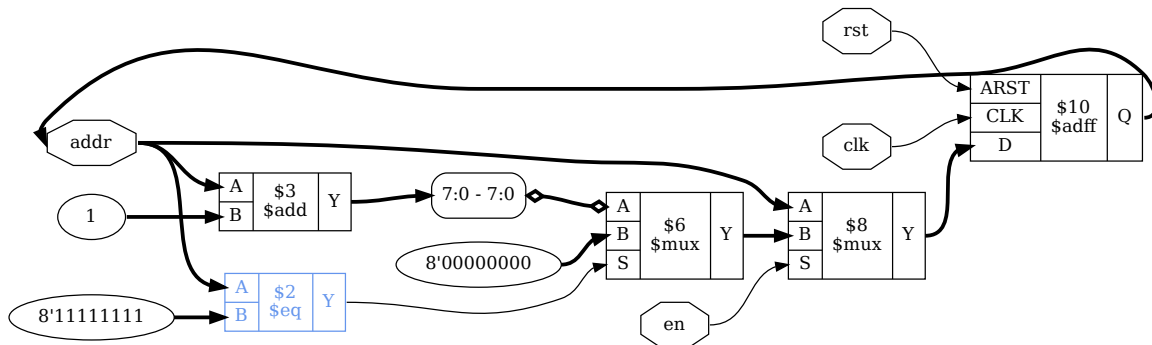 rst
ARST
CLK
D
$10
$adff
Q
addr
clk
A
B
$3
$add
Y
7:0 - 7:0
1
A
B
S
$6
$mux
Y
A
B
S
$8
$mux
Y
8'00000000
A
B
$2
$eq
Y
8'11111111
en